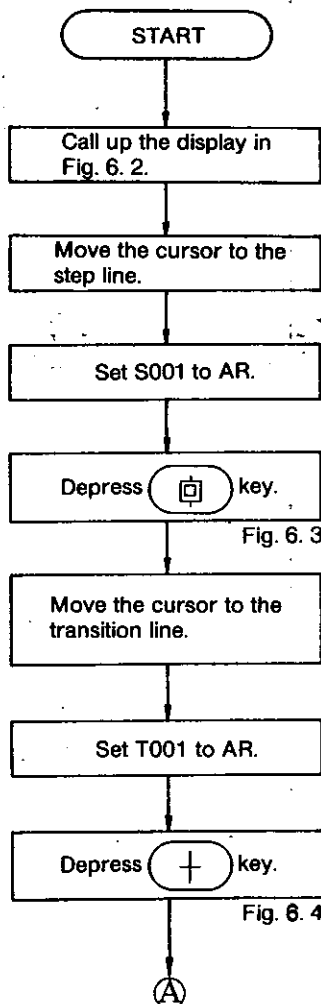 START
Call up the display in
Fig. 6. 2.
Move the cursor to the
step line.
Set S001 to AR.
Depress key.
Fig. 6. 3
Move the cursor to the
transition line.
Set T001 to AR.
Depress + key.
Fig. 6. 4
A